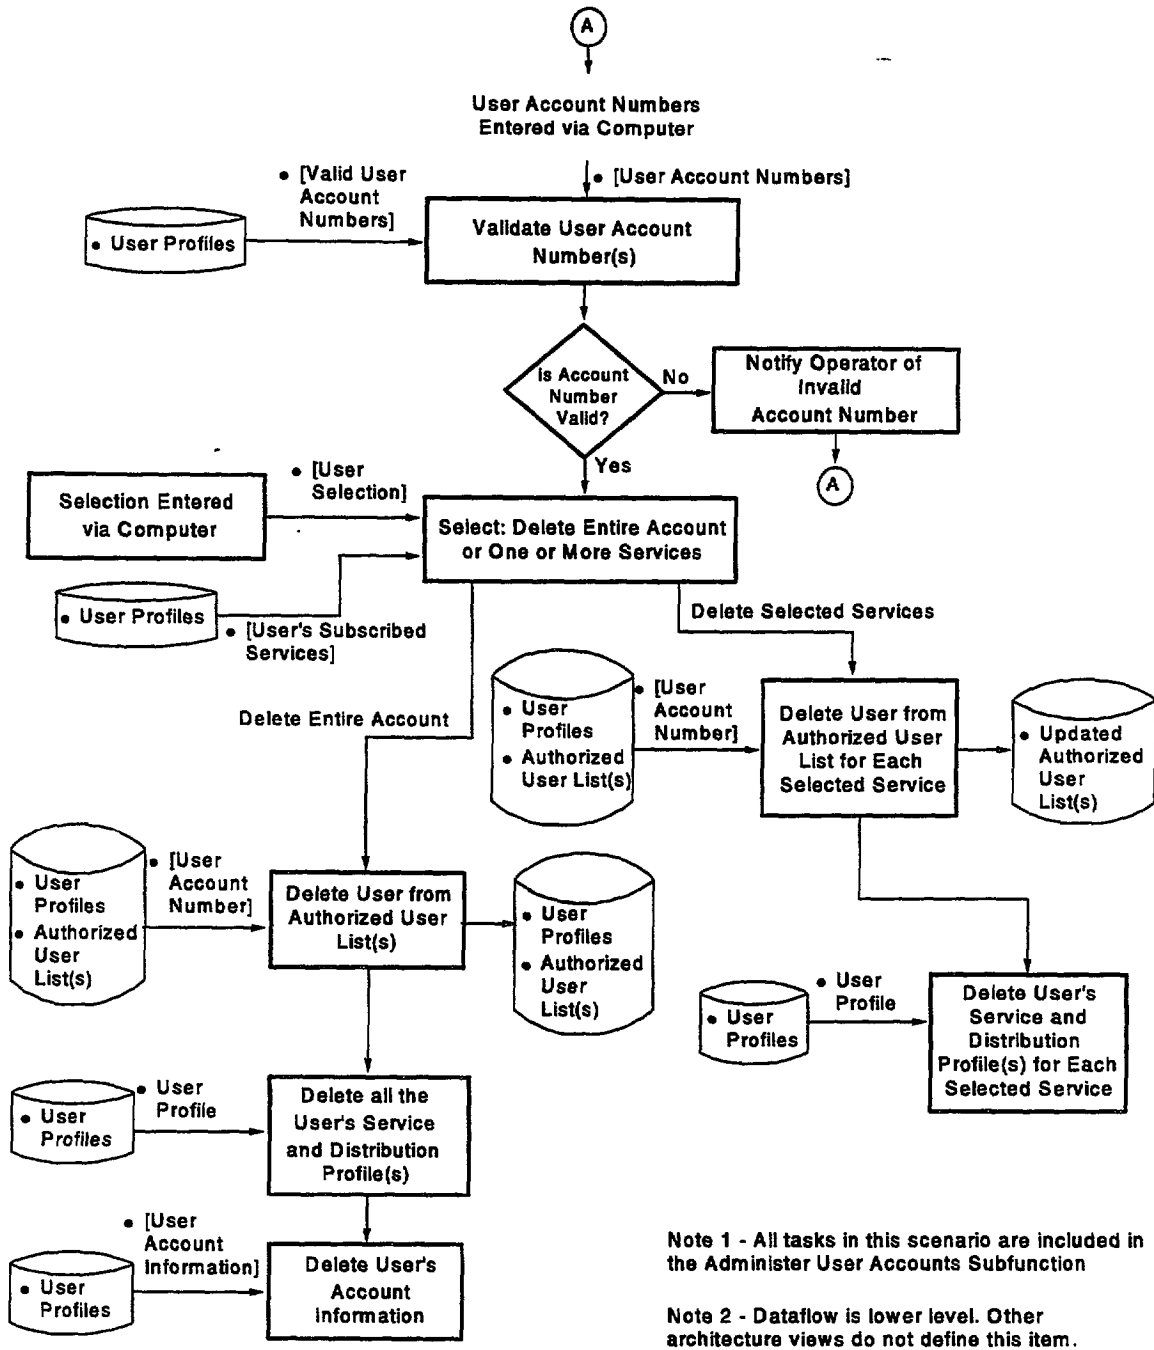 A
User Account Numbers
Entered via Computer
• [Valid User
Account
Numbers]
• [User Account Numbers]
• User Profiles
Validate User Account
Number(s)
Is Account
Number
Valid?
No
Notify Operator of
Invalid
Account Number
Yes
A
• [User
Selection]
Selection Entered
via Computer
Select: Delete Entire Account
or One or More Services
• User Profiles
• [User's Subscribed
Services]
Delete Selected Services
Delete Entire Account
• User
Profiles
• Authorized
User List(s)
• [User
Account
Number]
Delete User from
Authorized User
List for Each
Selected Service
• Updated
Authorized
User
List(s)
• User
Profiles
• Authorized
User
List(s)
• [User
Account
Number]
Delete User from
Authorized User
List(s)
• User
Profiles
• Authorized
User
List(s)
• User
Profiles
• User
Profile
Delete User's
Service and
Distribution
Profile(s) for Each
Selected Service
• User
Profiles
• User
Profile
Delete all the
User's Service
and Distribution
Profile(s)
• [User
Account
Information]
• User
Profiles
Delete User's
Account
Information
Note 1 - All tasks in this scenario are included in
the Administer User Accounts Subfunction
Note 2 - Dataflow is lower level. Other
architecture views do not define this item.